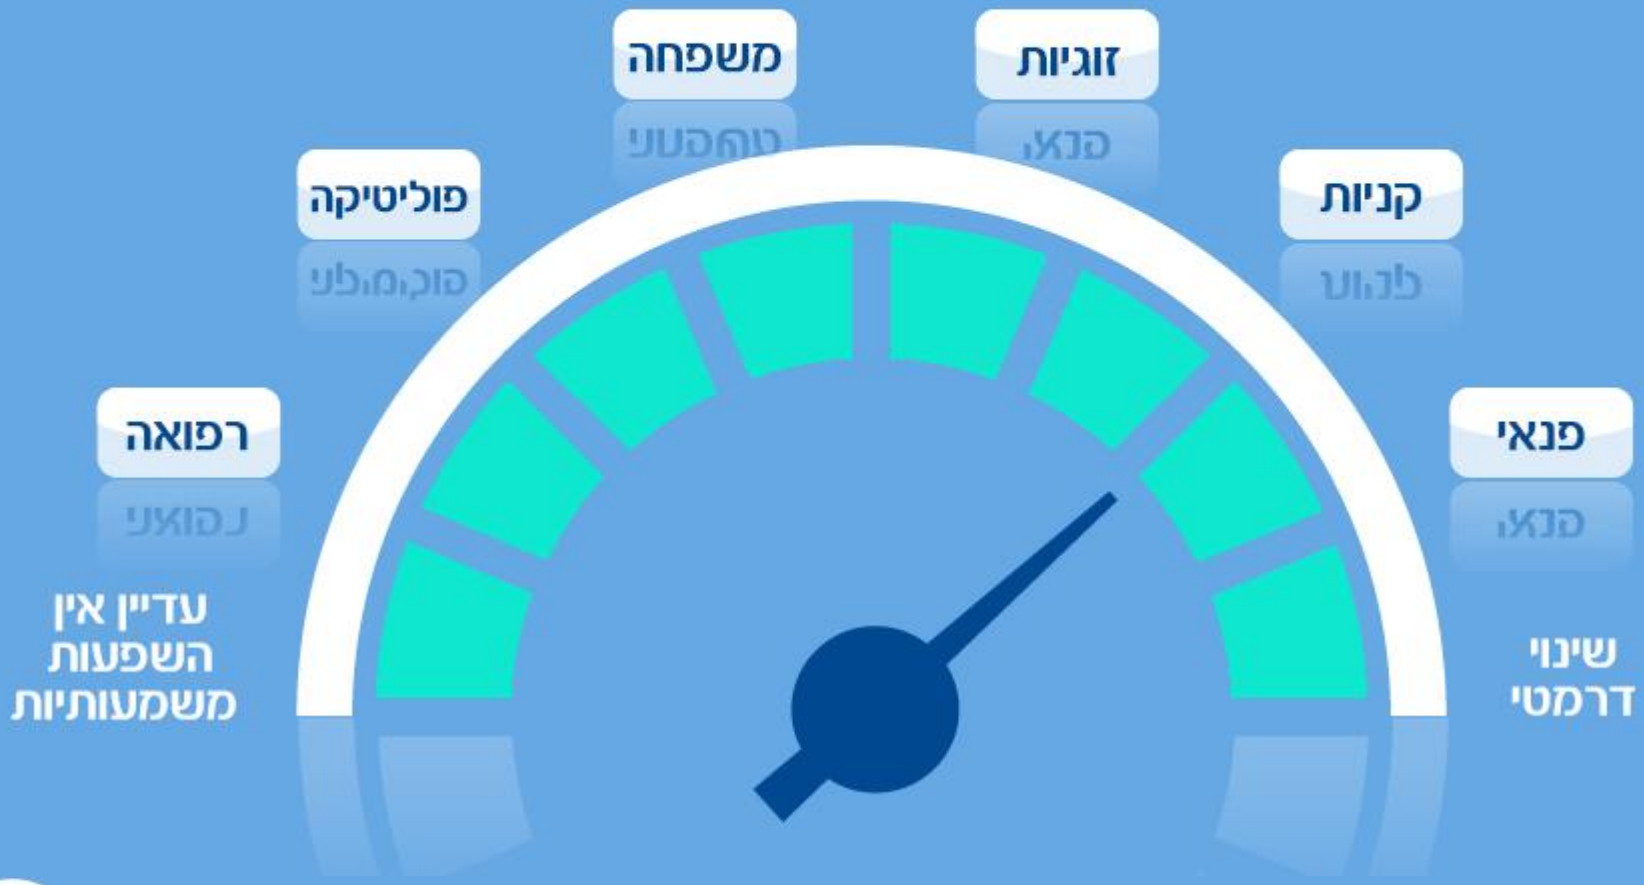 זוגיות
משפחה
קניות
פוליטיקה
פנאי
רפואה
שינוי
דרמטי
עדיין אין
השפעות
משמעותיות